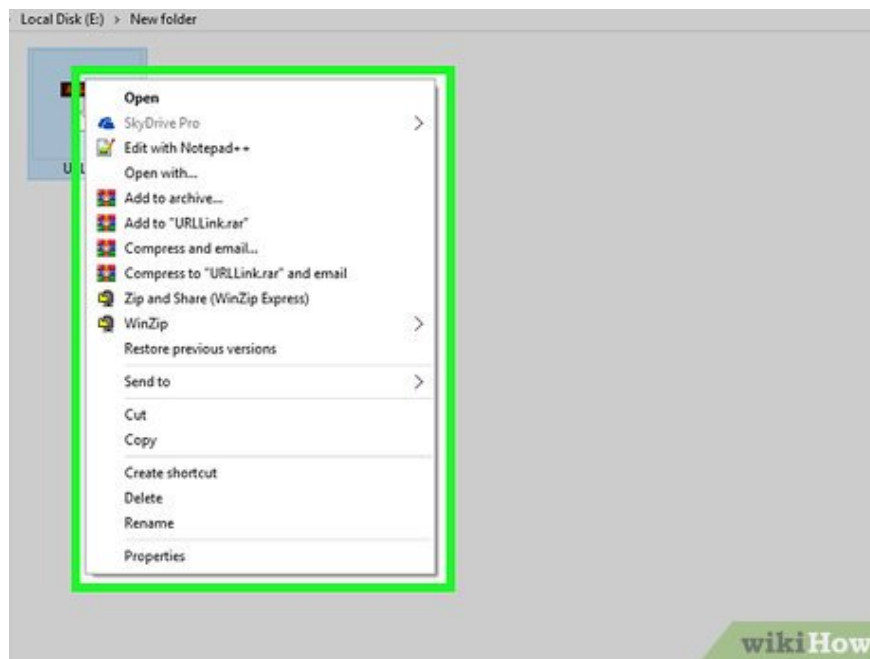 Local Disk (E:) > New folder
Open
SkyDrive Pro
Edit with Notepad++
Open with...
Add to archive...
Add to "URLLink.rar"
Compress and email...
Compress to "URLLink.rar" and email
Zip and Share (WinZip Express)
WinZip
Restore previous versions
Send to
Cut
Copy
Create shortcut
Delete
Rename
Properties
wikiHow